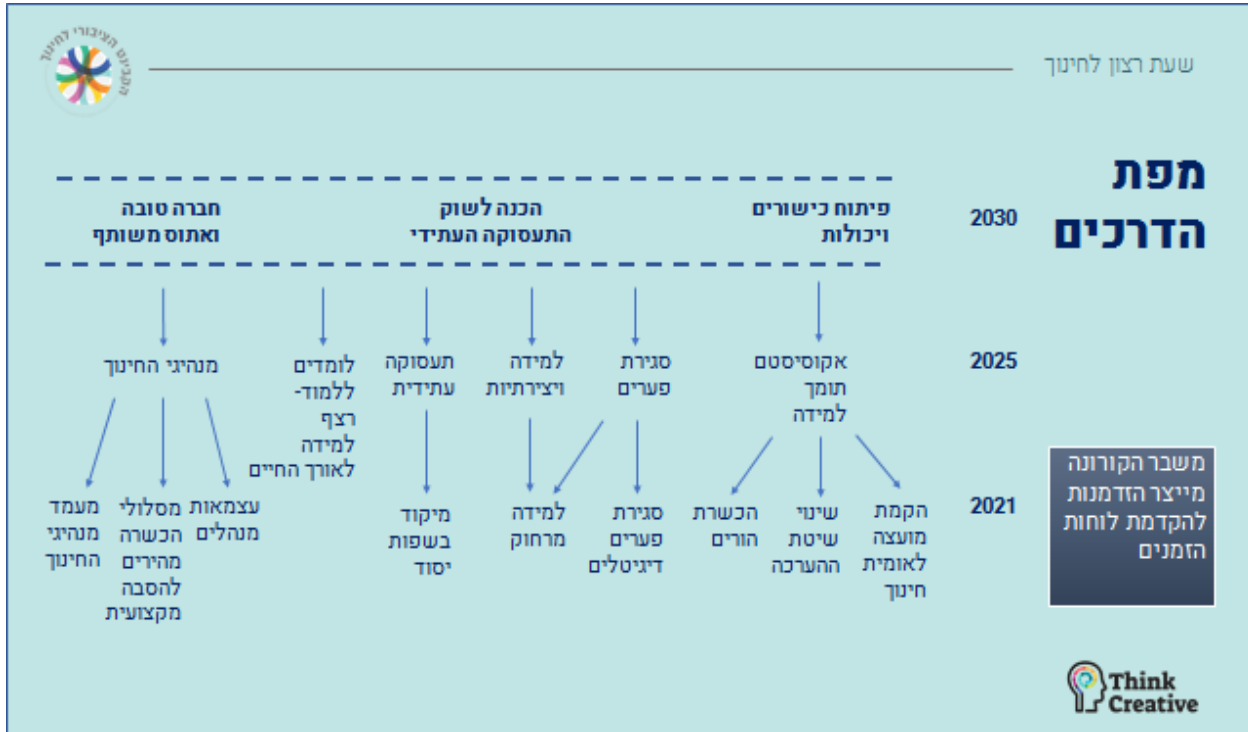 הקבינט הציבורי לחינוך
שעת רצון לחינוך
מפת
הדרכים
2030
פיתוח כישורים
ויכולות
הכנה לשוק
התעסוקה העתידי
חברה טובה
ואתוס משותף
2025
אקוסיסטם
תומך
למידה
סגירת
פערים
למידה
ויצירתיות
תעסוקה
עתידית
לומדים
ללמוד-
רצף
למידה
לאורך החיים
מנהיגי החינוך
משבר הקורונה
מייצר הזדמנות
להקדמת לוחות
הזמנים
2021
הקמת
מועצה
לאומית
חינוך
שינוי
שיטת
ההערכה
הכשרת
הורים
סגירת
פערים
דיגיטלים
למידה
מרחוק
מיקוד
בשפות
יסוד
עצמאות
מנהלים
מסלולי
הכשרה
מהירים
להסבה
מקצועית
מעמד
מנהיגי
החינוך
Think
Creative